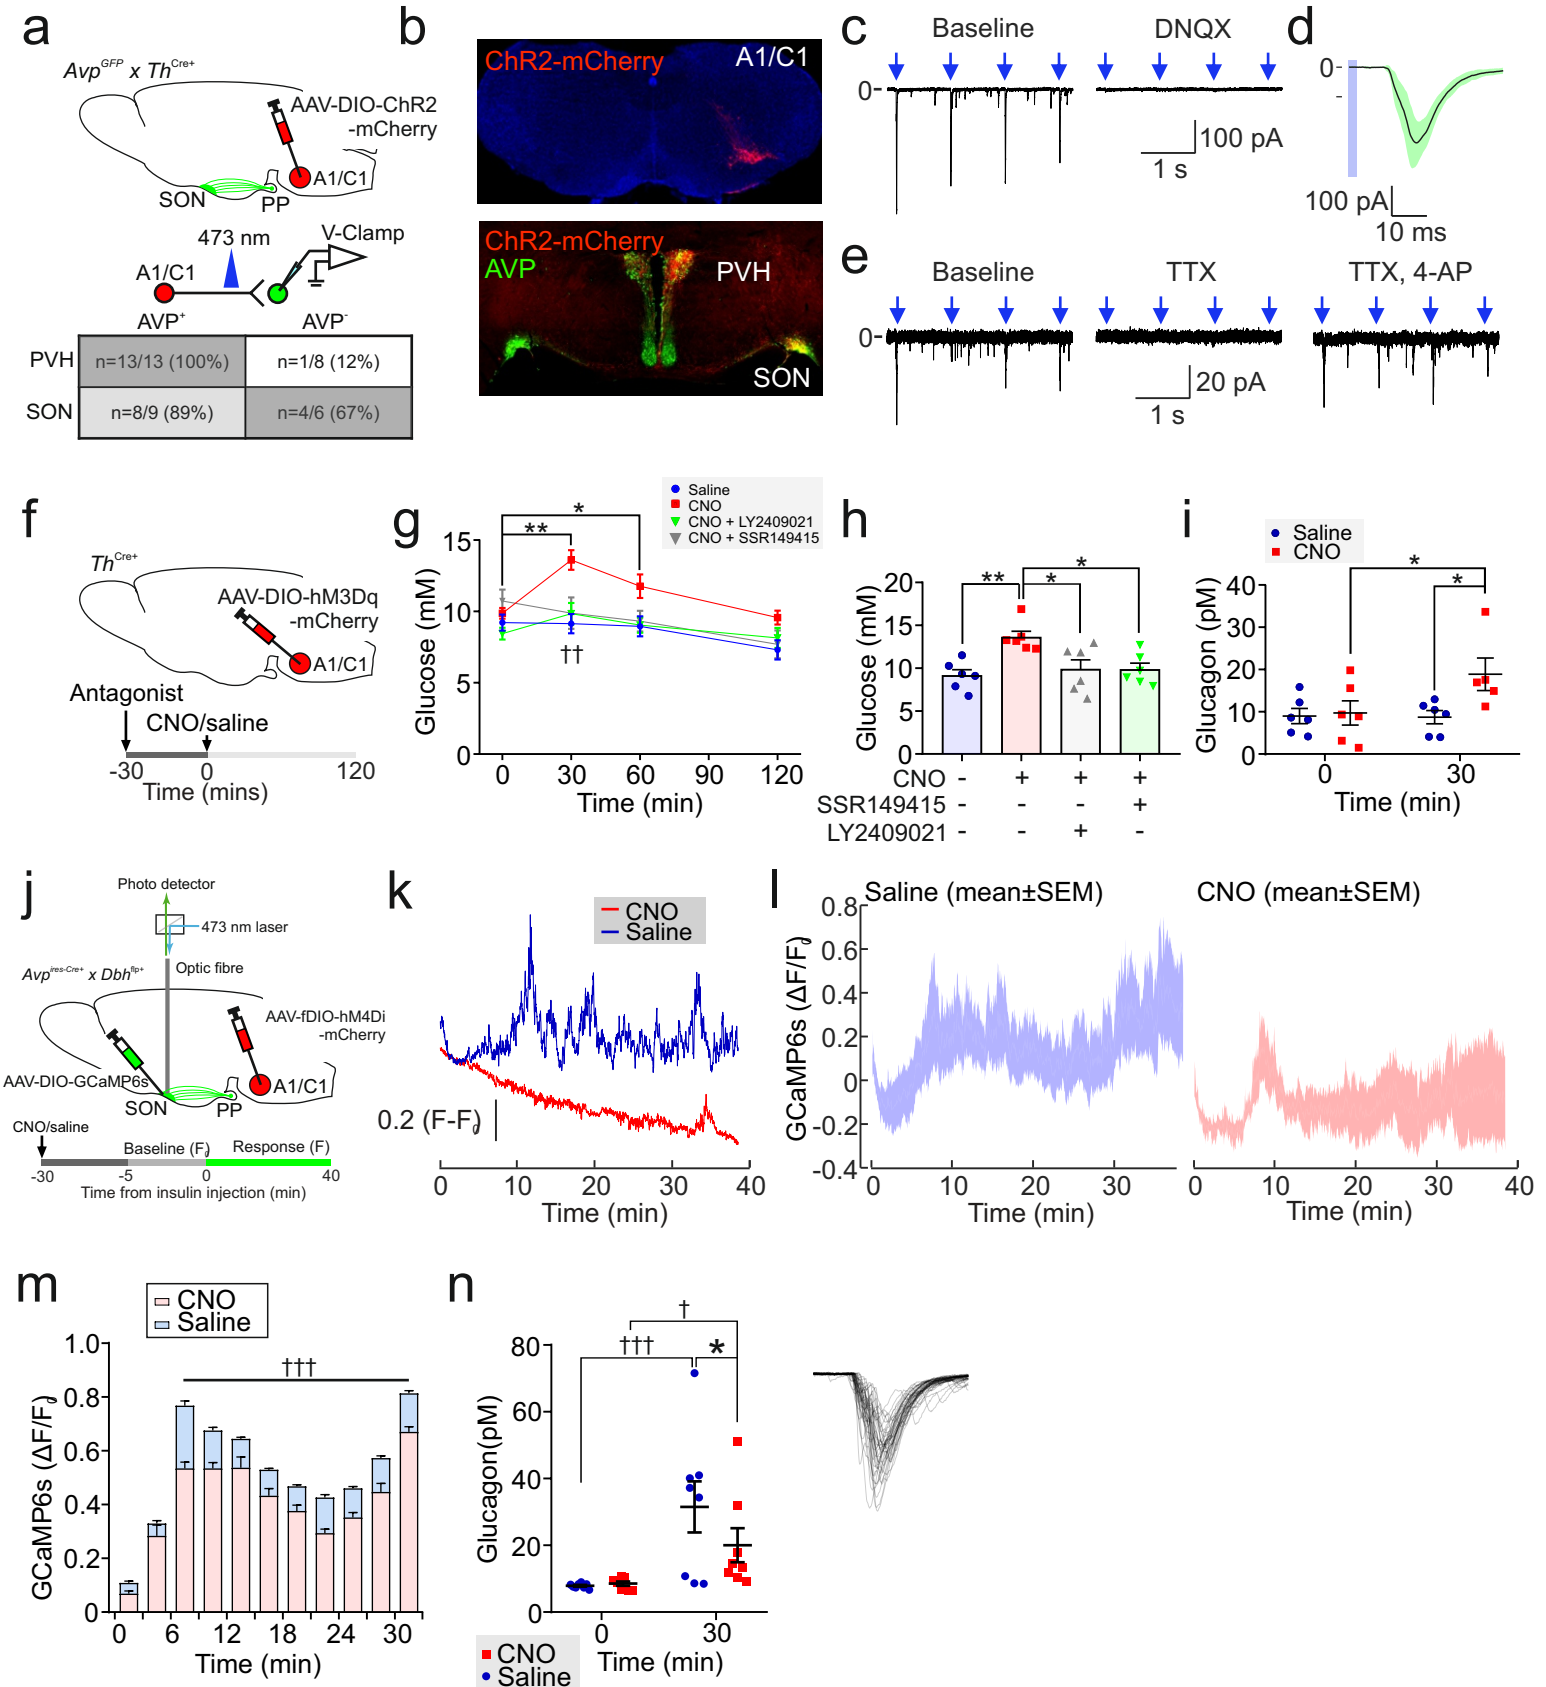 a
Avp^GFP x Th^Cre+
AAV-DIO-ChR2
-mCherry
A1/C1
SON
PP
473 nm
V-Clamp
A1/C1
AVP+
AVP-
PVH
n=13/13 (100%)
n=1/8 (12%)
SON
n=8/9 (89%)
n=4/6 (67%)
b
ChR2-mCherry
A1/C1
ChR2-mCherry
AVP
PVH
SON
c
Baseline
DNQX
0-
100 pA
1 s
d
0-
-
100 pA
10 ms
e
Baseline
TTX
TTX, 4-AP
0-
20 pA
1 s
f
Th^Cre+
AAV-DIO-hM3Dq
-mCherry
A1/C1
Antagonist
CNO/saline
-30
0
120
Time (mins)
g
Saline
CNO
CNO + LY2409021
CNO + SSR149415
*
**
††
15
10
5
0
Glucose (mM)
0 30 60 90 120
Time (min)
h
** * *
20
15
10
5
0
Glucose (mM)
CNO - + + +
SSR149415 - - - +
LY2409021 - - + -
i
Saline
CNO
*
*
40
30
20
10
0
Glucagon (pM)
0 30
Time (min)
j
Photo detector
473 nm laser
Optic fibre
Avp^ires-Cre+ x Dbh^flp+
AAV-fDIO-hM4Di
-mCherry
AAV-DIO-GCaMP6s
A1/C1
SON
PP
CNO/saline
Baseline (F0)
Response (F)
-30 -5 0 40
Time from insulin injection (min)
k
CNO
Saline
0.2 (F-F0)
0 10 20 30 40
Time (min)
l
Saline (mean±SEM)
CNO (mean±SEM)
0.8
0.6
0.4
0.2
0
-0.2
-0.4
GCaMP6s (ΔF/F0)
0 10 20 30
Time (min)
0 10 20 30 40
Time (min)
m
CNO
Saline
†††
1.0
0.8
0.6
0.4
0.2
0
GCaMP6s (ΔF/F0)
0 6 12 18 24 30
Time (min)
n
†
†††
*
80
60
40
20
0
Glucagon(pM)
0 30
Time (min)
CNO
Saline